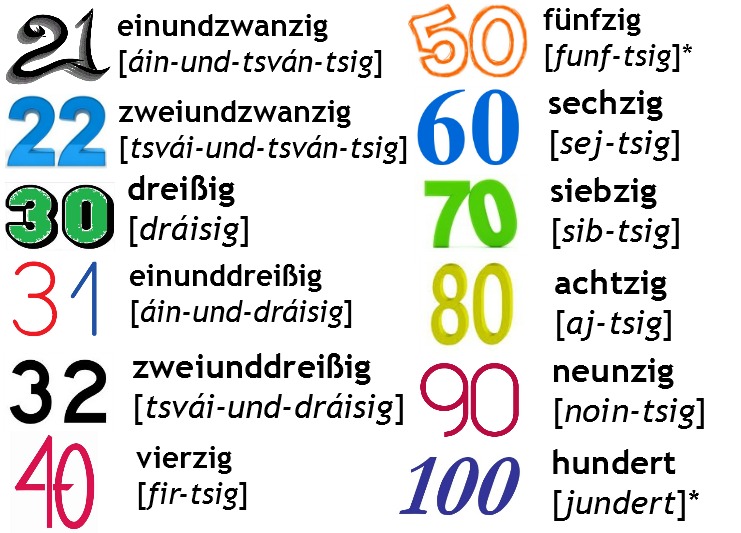 21 einundzwanzig
[áin-und-tsván-tsig]
22 zweiundzwanzig
[tsvái-und-tsván-tsig]
30 dreißig
[dráisig]
31 einunddreißig
[áin-und-dráisig]
32 zweiunddreißig
[tsvái-und-dráisig]
40 vierzig
[fir-tsig]
50 fünfzig
[funf-tsig]*
60 sechzig
[sej-tsig]
70 siebzig
[sib-tsig]
80 achtzig
[aj-tsig]
90 neunzig
[noin-tsig]
100 hundert
[jundert]*